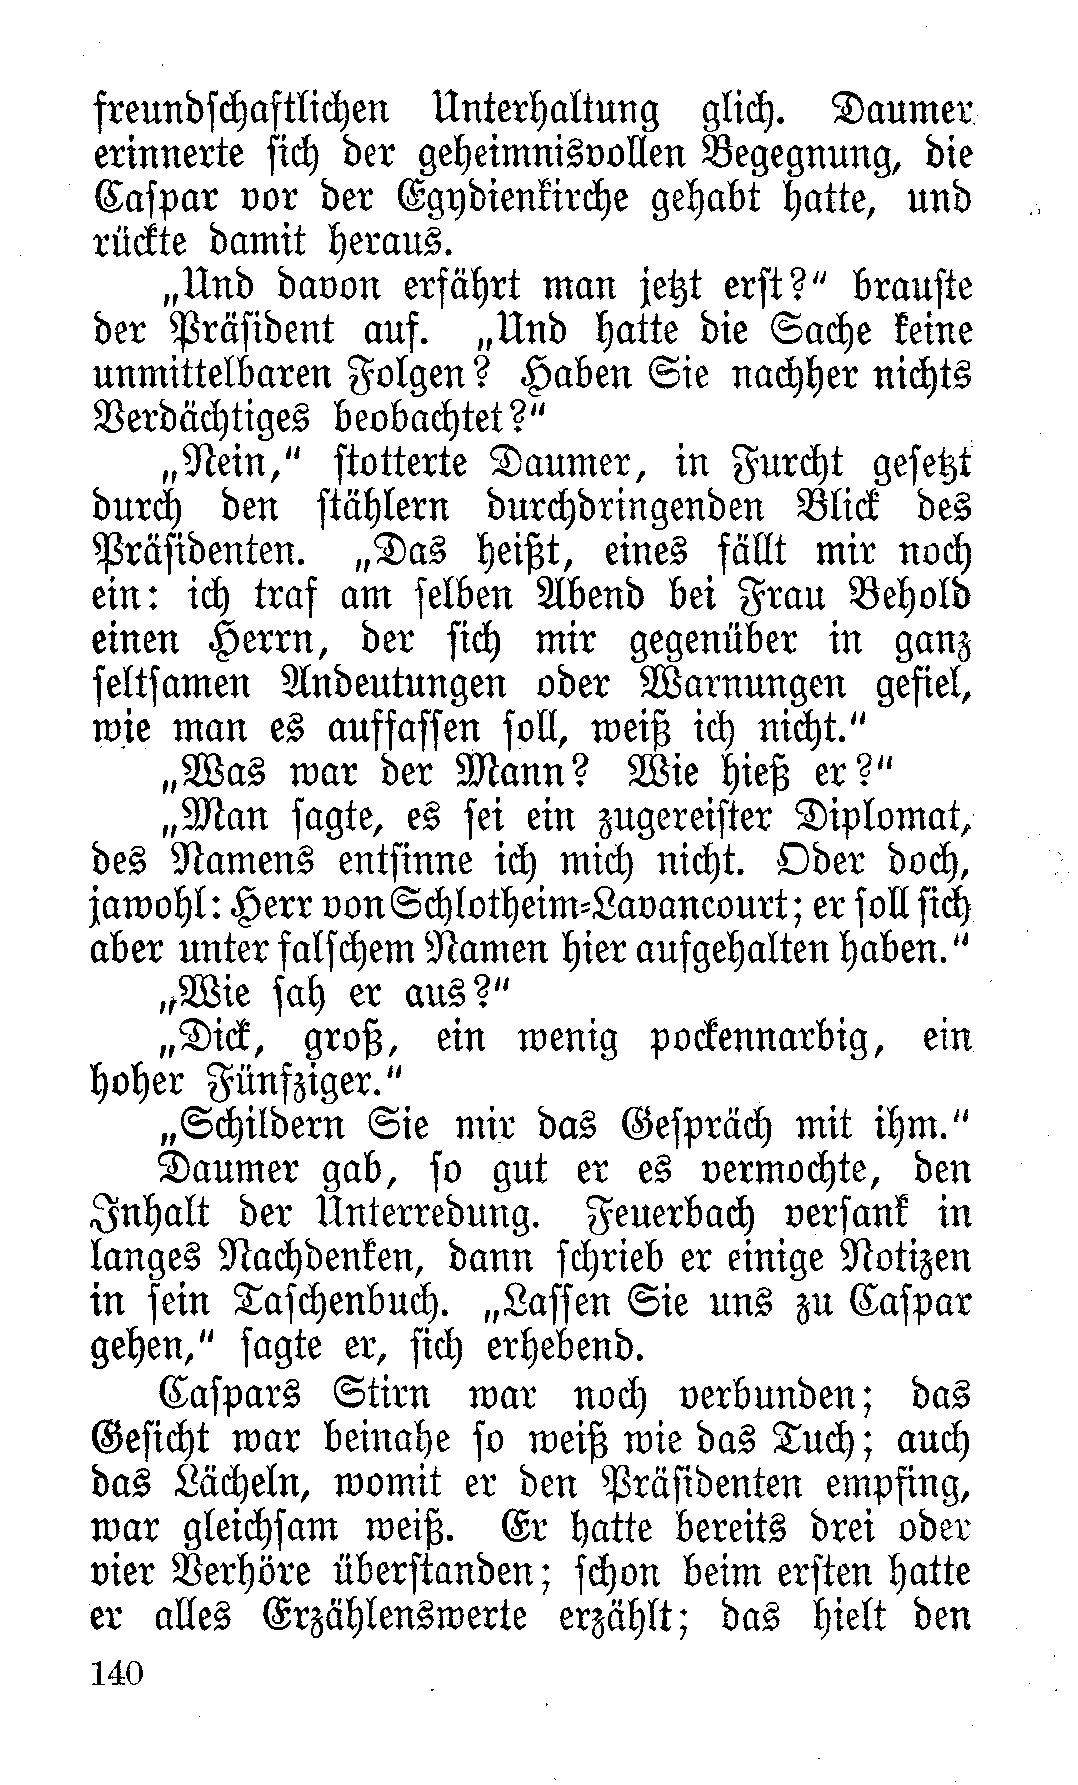 freundschaftlichen Unterhaltung glich. Daumer
erinnerte sich der geheimnisvollen Begegnung, die
Caspar vor der Egydienkirche gehabt hatte, und
rückte damit heraus.
„Und davon erfährt man jetzt erst?“ brauste
der Präsident auf. „Und hatte die Sache keine
unmittelbaren Folgen? Haben Sie nachher nichts
Verdächtiges beobachtet?“
„Nein,“ stotterte Daumer, in Furcht gesetzt
durch den stählern durchdringenden Blick des
Präsidenten. „Das heißt, eines fällt mir noch
ein: ich traf am selben Abend bei Frau Behold
einen Herrn, der sich mir gegenüber in ganz
seltsamen Andeutungen oder Warnungen gefiel,
wie man es auffassen soll, weiß ich nicht.“
„Was war der Mann? Wie hieß er?“
„Man sagte, es sei ein zugereister Diplomat,
des Namens entsinne ich mich nicht. Oder doch,
jawohl: Herr von Schlotheim-Lavancourt; er soll sich
aber unter falschem Namen hier aufgehalten haben.“
„Wie sah er aus?“
„Dick, groß, ein wenig pockennarbig, ein
hoher Fünfziger.“
„Schildern Sie mir das Gespräch mit ihm.“
Daumer gab, so gut er es vermochte, den
Inhalt der Unterredung. Feuerbach versank in
langes Nachdenken, dann schrieb er einige Notizen
in sein Taschenbuch. „Lassen Sie uns zu Caspar
gehen,“ sagte er, sich erhebend.
Caspars Stirn war noch verbunden; das
Gesicht war beinahe so weiß wie das Tuch; auch
das Lächeln, womit er den Präsidenten empfing,
war gleichsam weiß. Er hatte bereits drei oder
vier Verhöre überstanden; schon beim ersten hatte
er alles Erzählenswerte erzählt; das hielt den
140